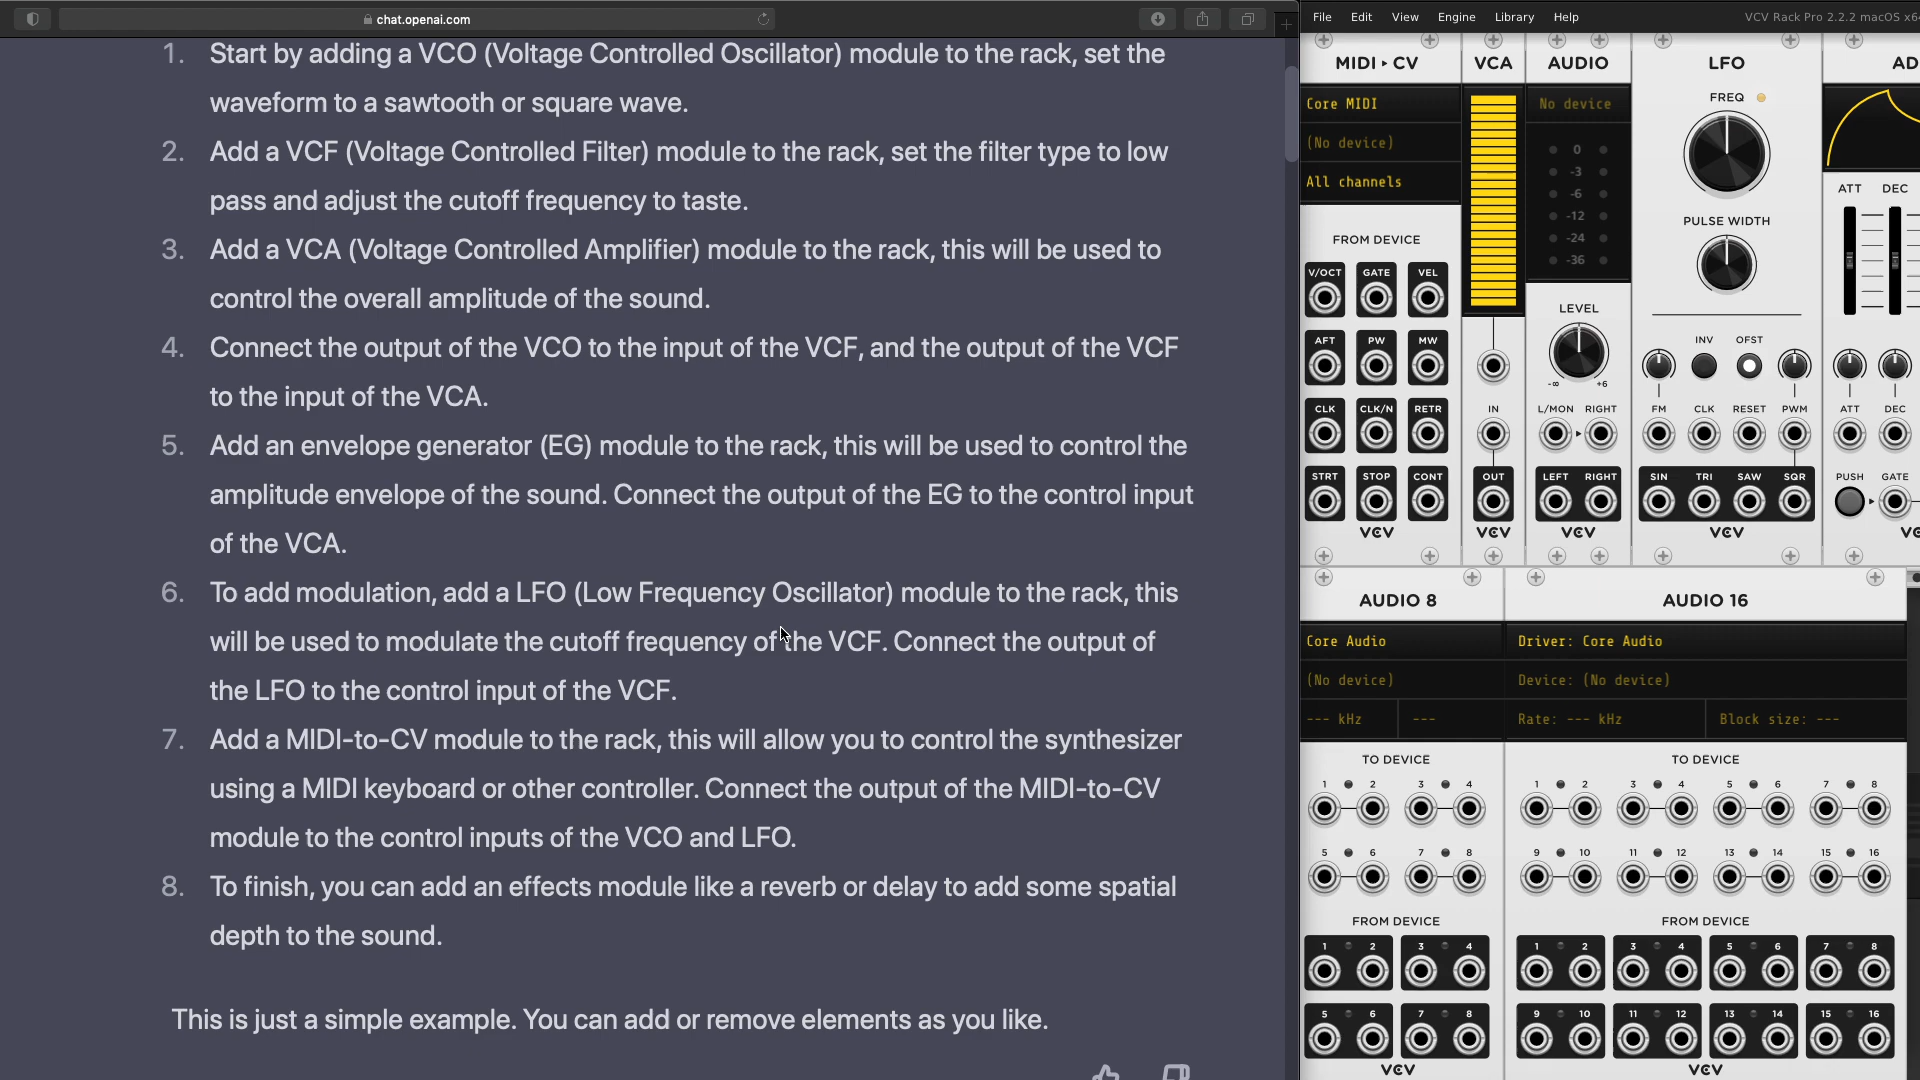 chat.openai.com
1. Start by adding a VCO (Voltage Controlled Oscillator) module to the rack, set the
waveform to a sawtooth or square wave.
2. Add a VCF (Voltage Controlled Filter) module to the rack, set the filter type to low
pass and adjust the cutoff frequency to taste.
3. Add a VCA (Voltage Controlled Amplifier) module to the rack, this will be used to
control the overall amplitude of the sound.
4. Connect the output of the VCO to the input of the VCF, and the output of the VCF
to the input of the VCA.
5. Add an envelope generator (EG) module to the rack, this will be used to control the
amplitude envelope of the sound. Connect the output of the EG to the control input
of the VCA.
6. To add modulation, add a LFO (Low Frequency Oscillator) module to the rack, this
will be used to modulate the cutoff frequency of the VCF. Connect the output of
the LFO to the control input of the VCF.
7. Add a MIDI-to-CV module to the rack, this will allow you to control the synthesizer
using a MIDI keyboard or other controller. Connect the output of the MIDI-to-CV
module to the control inputs of the VCO and LFO.
8. To finish, you can add an effects module like a reverb or delay to add some spatial
depth to the sound.
This is just a simple example. You can add or remove elements as you like.
File Edit View Engine Library Help VCV Rack Pro 2.2.2 macOS x6
MIDI ▸ CV
Core MIDI
(No device)
All channels
FROM DEVICE
V/OCT GATE VEL
AFT PW MW
CLK CLK/N RETR
STRT STOP CONT
VCV
VCA
IN
OUT
VCV
AUDIO
No device
0
-3
-6
-12
-24
-36
LEVEL
-∞ +6
L/MON ▸ RIGHT
LEFT RIGHT
VCV
LFO
FREQ
PULSE WIDTH
INV OFST
FM CLK RESET PWM
SIN TRI SAW SQR
VCV
AD
ATT DEC
ATT DEC
PUSH GATE
VC
AUDIO 8
Core Audio
(No device)
--- kHz ---
TO DEVICE
1 2 3 4
5 6 7 8
FROM DEVICE
1 2 3 4
5 6 7 8
VCV
AUDIO 16
Driver: Core Audio
Device: (No device)
Rate: --- kHz Block size: ---
TO DEVICE
1 2 3 4 5 6 7 8
9 10 11 12 13 14 15 16
FROM DEVICE
1 2 3 4 5 6 7 8
9 10 11 12 13 14 15 16
VCV